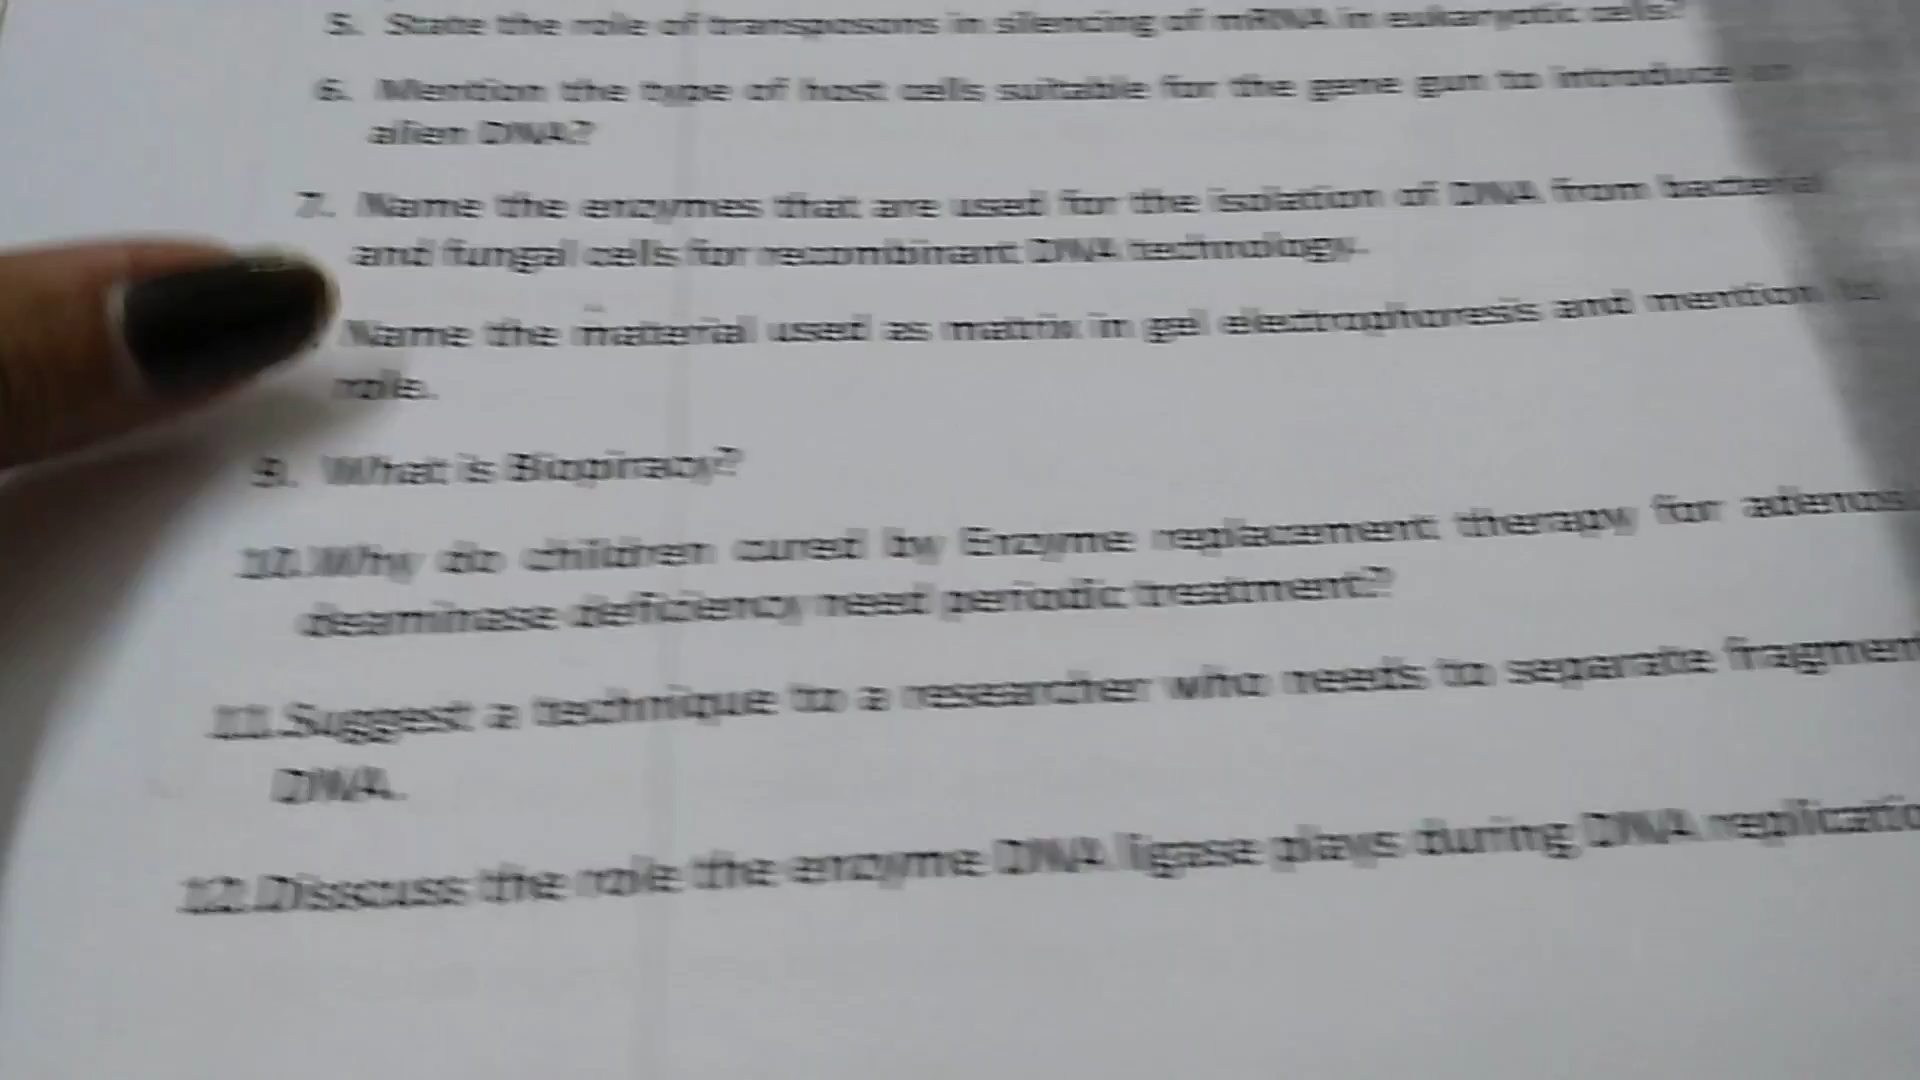 5. State the role of transposons in silencing of mRNA in eukaryotic cells?
6. Mention the type of host cells suitable for the gene gun to introduce an
alien DNA?
7. Name the enzymes that are used for the isolation of DNA from bacterial
and fungal cells for recombinant DNA technology.
Name the material used as matrix in gel electrophoresis and mention
role.
9. What is Biopiracy?
10. Why do children cured by Enzyme replacement therapy for adenos
deaminase deficiency need periodic treatment?
11. Suggest a technique to a researcher who needs to separate fragment
DNA.
12. Disscuss the role the enzyme DNA ligase plays during DNA replicatio